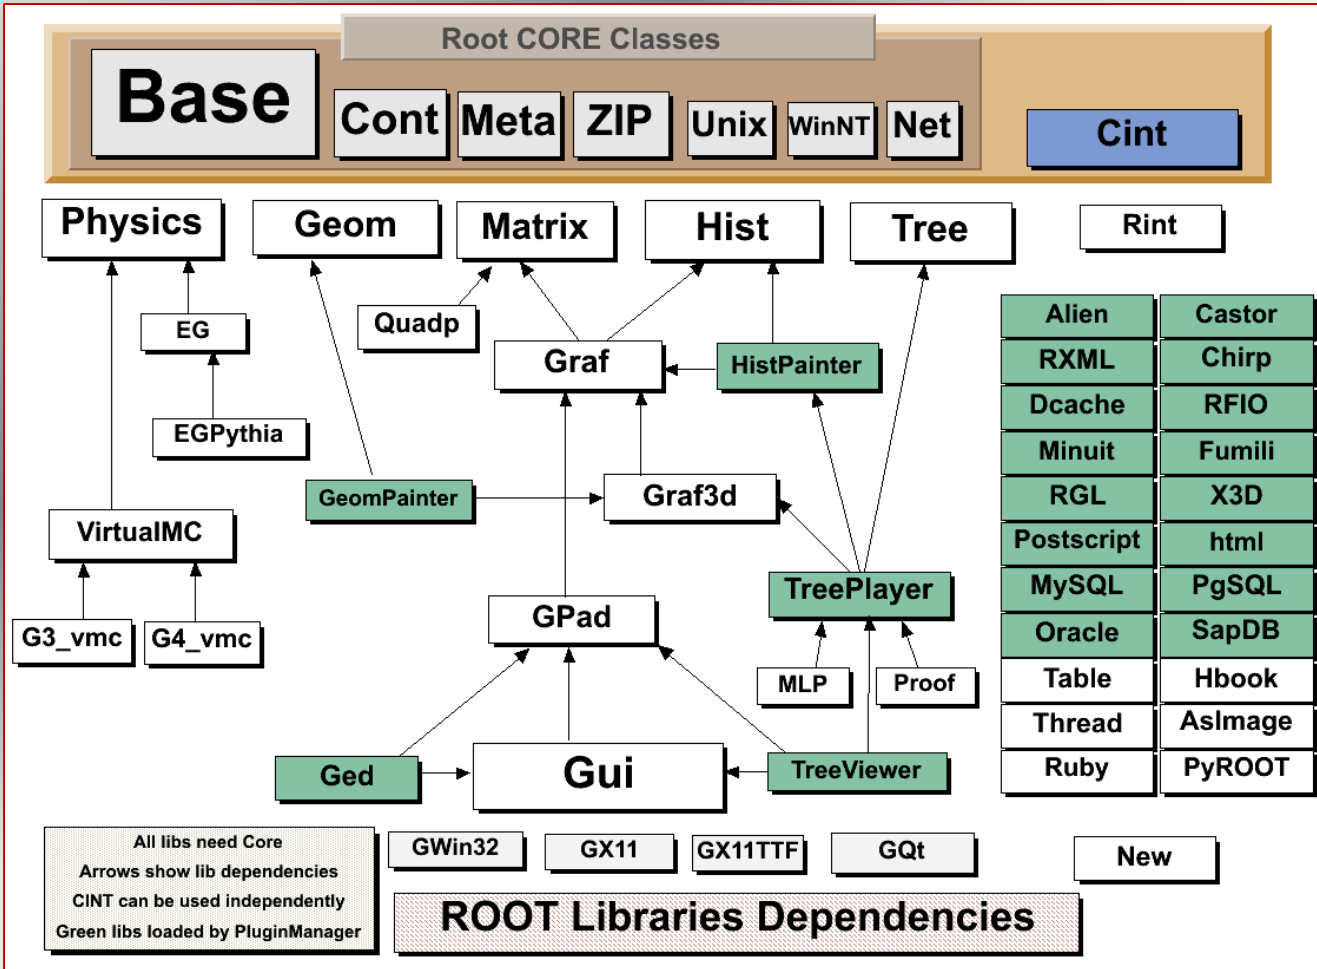 Root CORE Classes
Base
Cont
Meta
ZIP
Unix
WinNT
Net
Cint
Physics
Geom
Matrix
Hist
Tree
Rint
EG
Quadp
Graf
HistPainter
EGPythia
GeomPainter
Graf3d
VirtualMC
TreePlayer
GPad
G3_vmc
G4_vmc
MLP
Proof
Ged
Gui
TreeViewer
Alien
Castor
RXML
Chirp
Dcache
RFIO
Minuit
Fumili
RGL
X3D
Postscript
html
MySQL
PgSQL
Oracle
SapDB
Table
Hbook
Thread
AsImage
Ruby
PyROOT
All libs need Core
Arrows show lib dependencies
CINT can be used independently
Green libs loaded by PluginManager
GWin32
GX11
GX11TTF
GQt
New
ROOT Libraries Dependencies